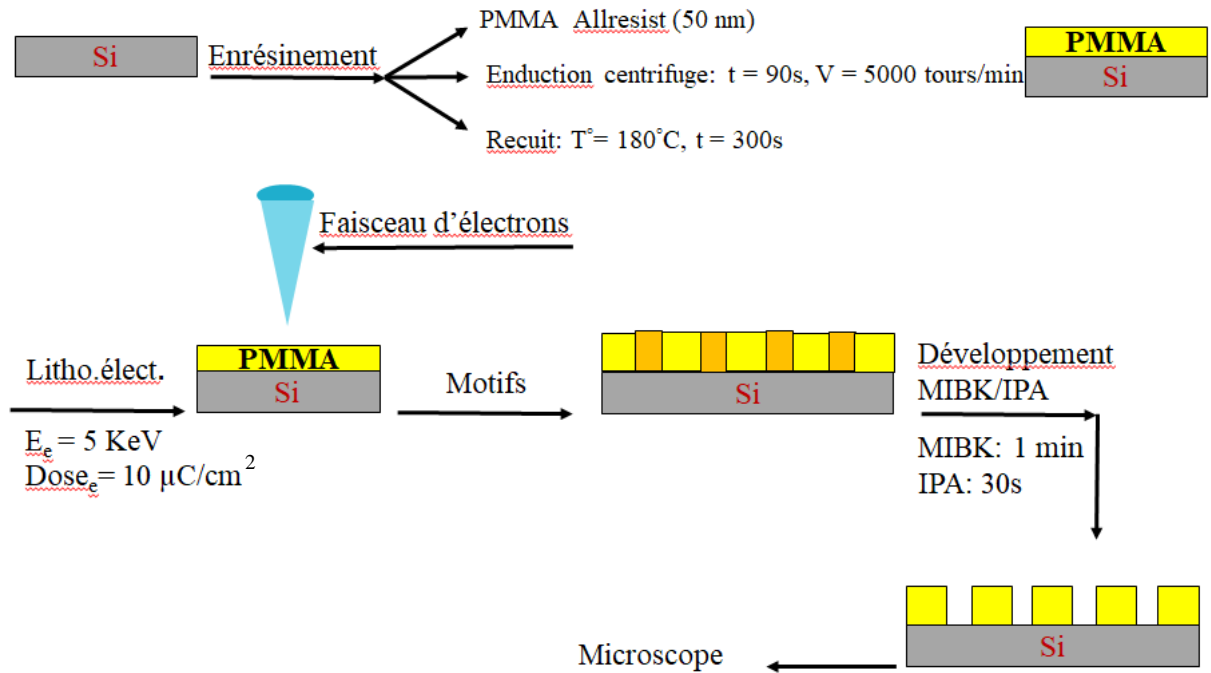 Si
Enrésinement
PMMA Allresist (50 nm)
Enduction centrifuge: t = 90s, V = 5000 tours/min
Recuit: T°= 180°C, t = 300s
PMMA
Si
Faisceau d'électrons
Litho.élect.
Eₑ = 5 KeV
Doseₑ= 10 µC/cm²
PMMA
Si
Motifs
Si
Développement
MIBK/IPA
MIBK: 1 min
IPA: 30s
Si
Microscope